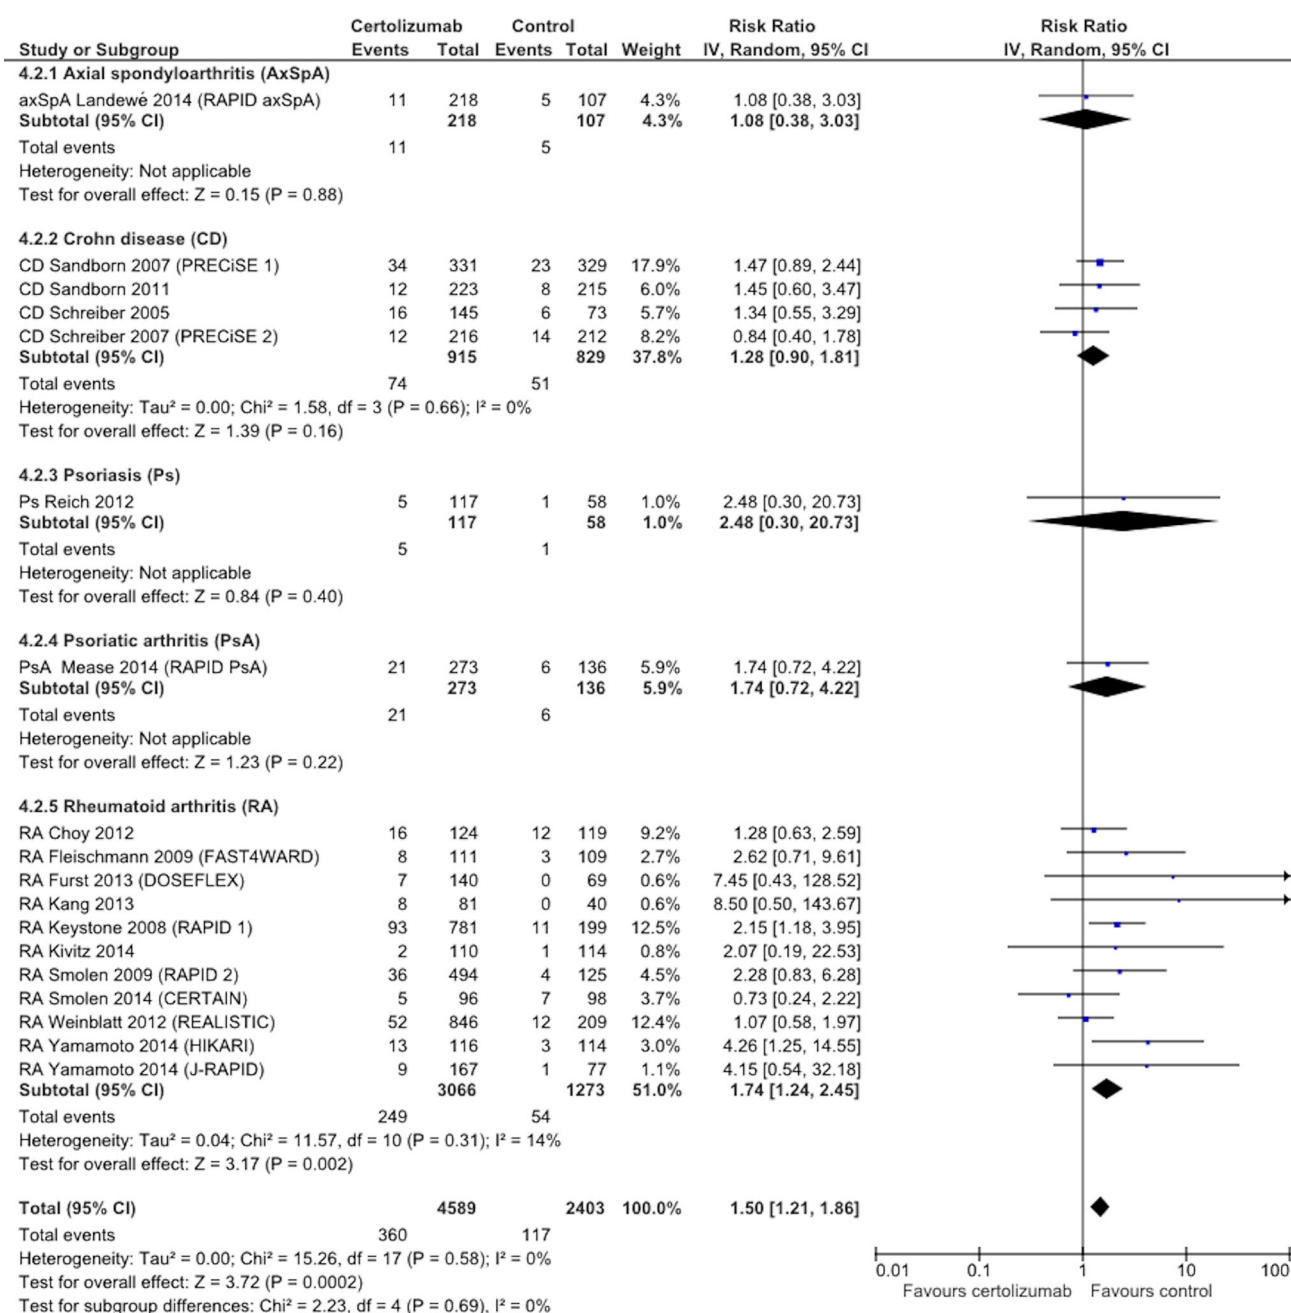 Certolizumab Control Risk Ratio Risk Ratio
Study or Subgroup Events Total Events Total Weight IV, Random, 95% CI IV, Random, 95% CI
4.2.1 Axial spondyloarthritis (AxSpA)
axSpA Landewé 2014 (RAPID axSpA) 11 218 5 107 4.3% 1.08 [0.38, 3.03]
Subtotal (95% CI) 218 107 4.3% 1.08 [0.38, 3.03]
Total events 11 5
Heterogeneity: Not applicable
Test for overall effect: Z = 0.15 (P = 0.88)
4.2.2 Crohn disease (CD)
CD Sandborn 2007 (PRECiSE 1) 34 331 23 329 17.9% 1.47 [0.89, 2.44]
CD Sandborn 2011 12 223 8 215 6.0% 1.45 [0.60, 3.47]
CD Schreiber 2005 16 145 6 73 5.7% 1.34 [0.55, 3.29]
CD Schreiber 2007 (PRECiSE 2) 12 216 14 212 8.2% 0.84 [0.40, 1.78]
Subtotal (95% CI) 915 829 37.8% 1.28 [0.90, 1.81]
Total events 74 51
Heterogeneity: Tau² = 0.00; Chi² = 1.58, df = 3 (P = 0.66); I² = 0%
Test for overall effect: Z = 1.39 (P = 0.16)
4.2.3 Psoriasis (Ps)
Ps Reich 2012 5 117 1 58 1.0% 2.48 [0.30, 20.73]
Subtotal (95% CI) 117 58 1.0% 2.48 [0.30, 20.73]
Total events 5 1
Heterogeneity: Not applicable
Test for overall effect: Z = 0.84 (P = 0.40)
4.2.4 Psoriatic arthritis (PsA)
PsA Mease 2014 (RAPID PsA) 21 273 6 136 5.9% 1.74 [0.72, 4.22]
Subtotal (95% CI) 273 136 5.9% 1.74 [0.72, 4.22]
Total events 21 6
Heterogeneity: Not applicable
Test for overall effect: Z = 1.23 (P = 0.22)
4.2.5 Rheumatoid arthritis (RA)
RA Choy 2012 16 124 12 119 9.2% 1.28 [0.63, 2.59]
RA Fleischmann 2009 (FAST4WARD) 8 111 3 109 2.7% 2.62 [0.71, 9.61]
RA Furst 2013 (DOSEFLEX) 7 140 0 69 0.6% 7.45 [0.43, 128.52]
RA Kang 2013 8 81 0 40 0.6% 8.50 [0.50, 143.67]
RA Keystone 2008 (RAPID 1) 93 781 11 199 12.5% 2.15 [1.18, 3.95]
RA Kivitz 2014 2 110 1 114 0.8% 2.07 [0.19, 22.53]
RA Smolen 2009 (RAPID 2) 36 494 4 125 4.5% 2.28 [0.83, 6.28]
RA Smolen 2014 (CERTAIN) 5 96 7 98 3.7% 0.73 [0.24, 2.22]
RA Weinblatt 2012 (REALISTIC) 52 846 12 209 12.4% 1.07 [0.58, 1.97]
RA Yamamoto 2014 (HIKARI) 13 116 3 114 3.0% 4.26 [1.25, 14.55]
RA Yamamoto 2014 (J-RAPID) 9 167 1 77 1.1% 4.15 [0.54, 32.18]
Subtotal (95% CI) 3066 1273 51.0% 1.74 [1.24, 2.45]
Total events 249 54
Heterogeneity: Tau² = 0.04; Chi² = 11.57, df = 10 (P = 0.31); I² = 14%
Test for overall effect: Z = 3.17 (P = 0.002)
Total (95% CI) 4589 2403 100.0% 1.50 [1.21, 1.86]
Total events 360 117
Heterogeneity: Tau² = 0.00; Chi² = 15.26, df = 17 (P = 0.58); I² = 0%
Test for overall effect: Z = 3.72 (P = 0.0002)
Test for subgroup differences: Chi² = 2.23, df = 4 (P = 0.69), I² = 0%
0.01 0.1 1 10 100
Favours certolizumab Favours control